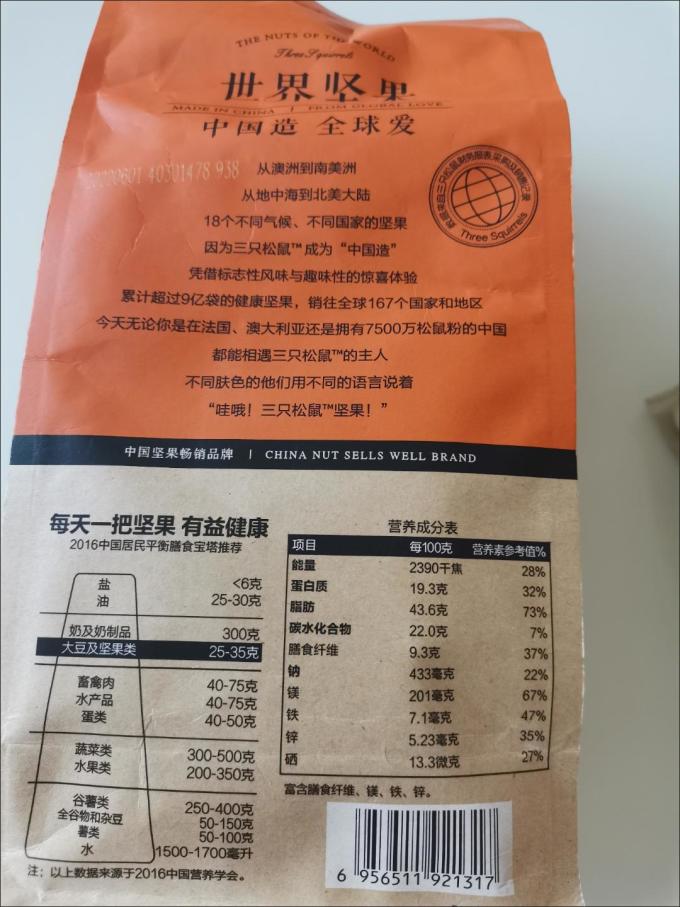 THE NUTS OF THE WORLD
Three Squirrels
世界坚果
MADE IN CHINA | FROM GLOBAL LOVE
中国造 全球爱
20200601 40301478 938
从澳洲到南美洲
从地中海到北美大陆
18个不同气候、不同国家的坚果
因为三只松鼠™成为“中国造”
凭借标志性风味与趣味性的惊喜体验
累计超过9亿袋的健康坚果，销往全球167个国家和地区
今天无论你是在法国、澳大利亚还是拥有7500万松鼠粉的中国
都能相遇三只松鼠™的主人
不同肤色的他们用不同的语言说着
“哇哦！三只松鼠™坚果！”
数据来自三只松鼠财务报表采购及销售记录
Three Squirrels
中国坚果畅销品牌 | CHINA NUT SELLS WELL BRAND
每天一把坚果 有益健康
2016中国居民平衡膳食宝塔推荐
盐 <6克
油 25-30克
奶及奶制品 300克
大豆及坚果类 25-35克
畜禽肉 40-75克
水产品 40-75克
蛋类 40-50克
蔬菜类 300-500克
水果类 200-350克
谷薯类 250-400克
全谷物和杂豆 50-150克
薯类 50-100克
水 1500-1700毫升
注：以上数据来源于2016中国营养学会。
营养成分表
项目 每100克 营养素参考值%
能量 2390千焦 28%
蛋白质 19.3克 32%
脂肪 43.6克 73%
碳水化合物 22.0克 7%
膳食纤维 9.3克 37%
钠 433毫克 22%
镁 201毫克 67%
铁 7.1毫克 47%
锌 5.23毫克 35%
硒 13.3微克 27%
富含膳食纤维、镁、铁、锌。
6 956511 921317